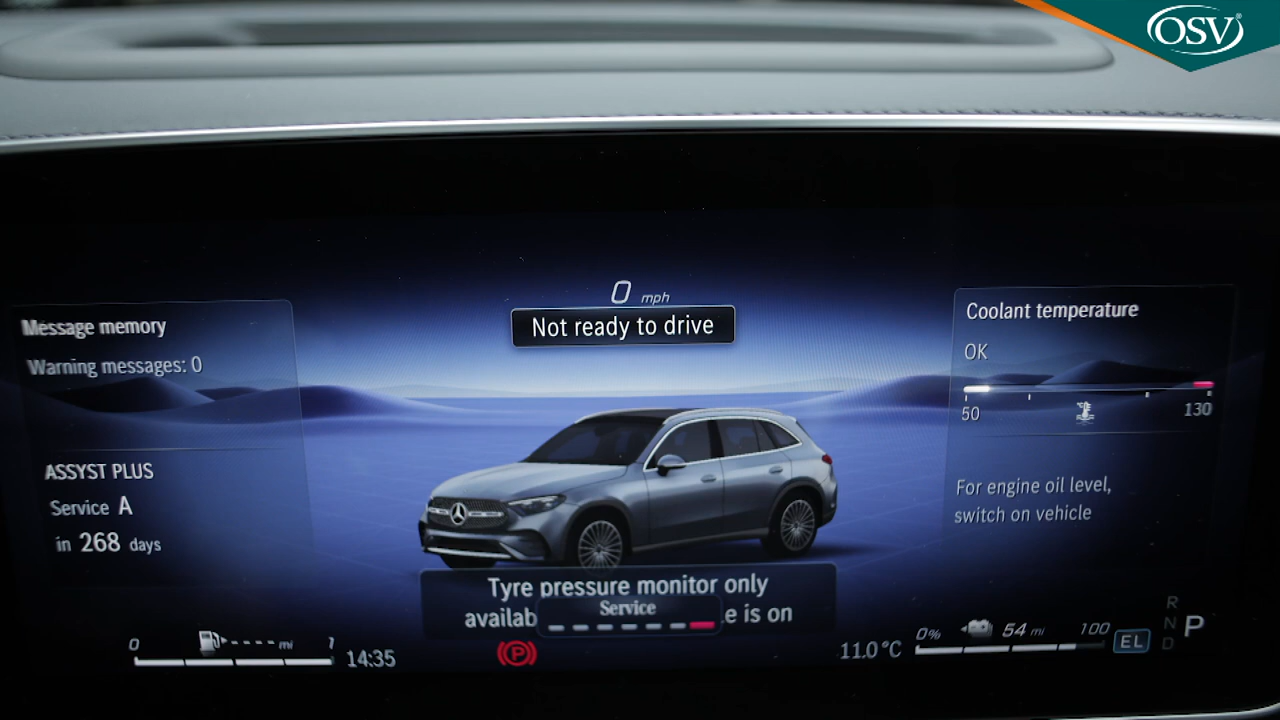 OSV®
0 mph
Not ready to drive
Message memory
Warning messages: 0
ASSYST PLUS
Service A
in 268 days
Coolant temperature
OK
50
130
For engine oil level,
switch on vehicle
Tyre pressure monitor only
availab
e is on
Service
0
mi
1
14:35
P
11.0°C
0%
54 mi
100
EL
R
N
D
P